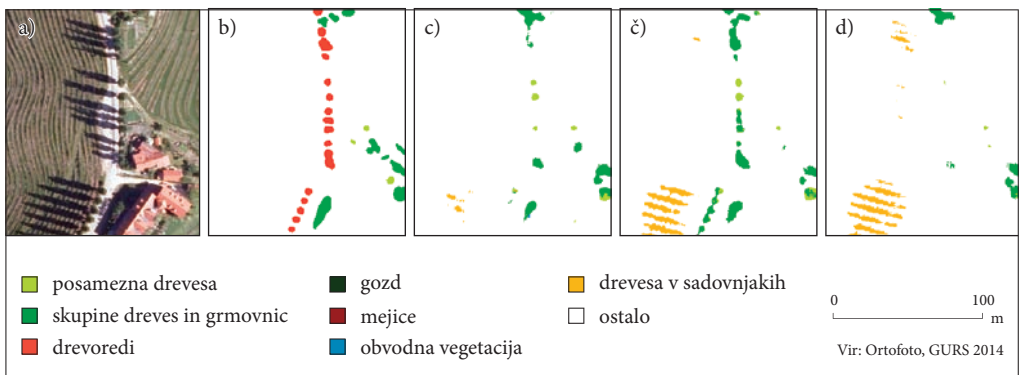 a)
b)
c)
č)
d)
posamezna drevesa
skupine dreves in grmovnic
drevoredi
gozd
mejice
obvodna vegetacija
drevesa v sadovnjakih
ostalo
0 100
m
Vir: Ortofoto, GURS 2014